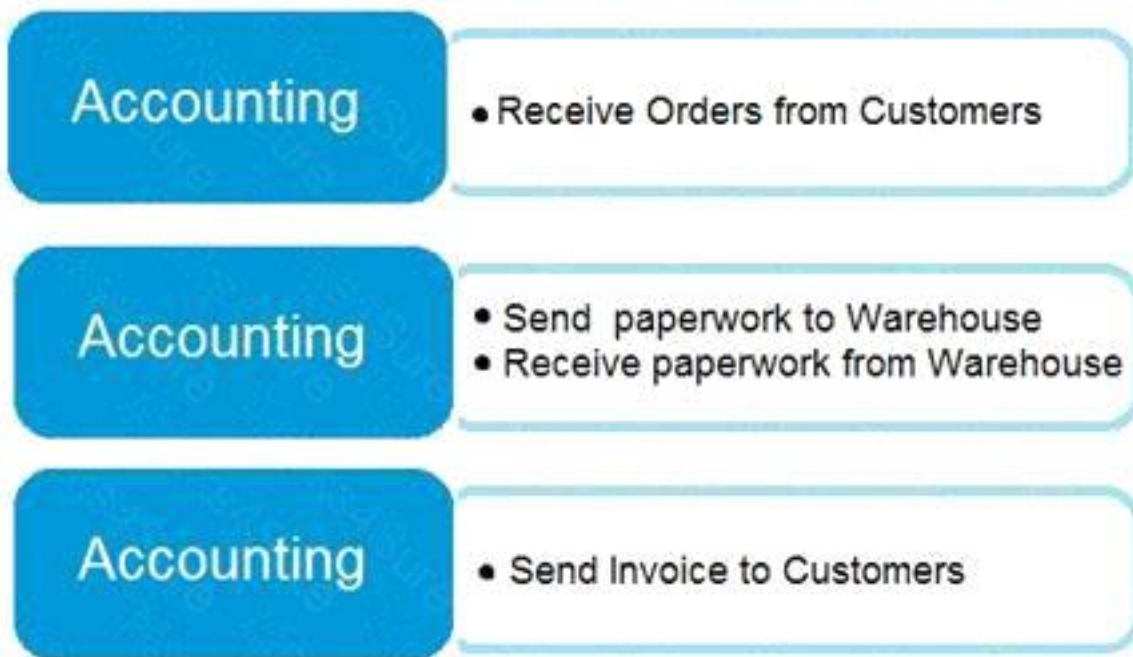 Accounting
• Receive Orders from Customers
Accounting
• Send paperwork to Warehouse
• Receive paperwork from Warehouse
Accounting
• Send Invoice to Customers